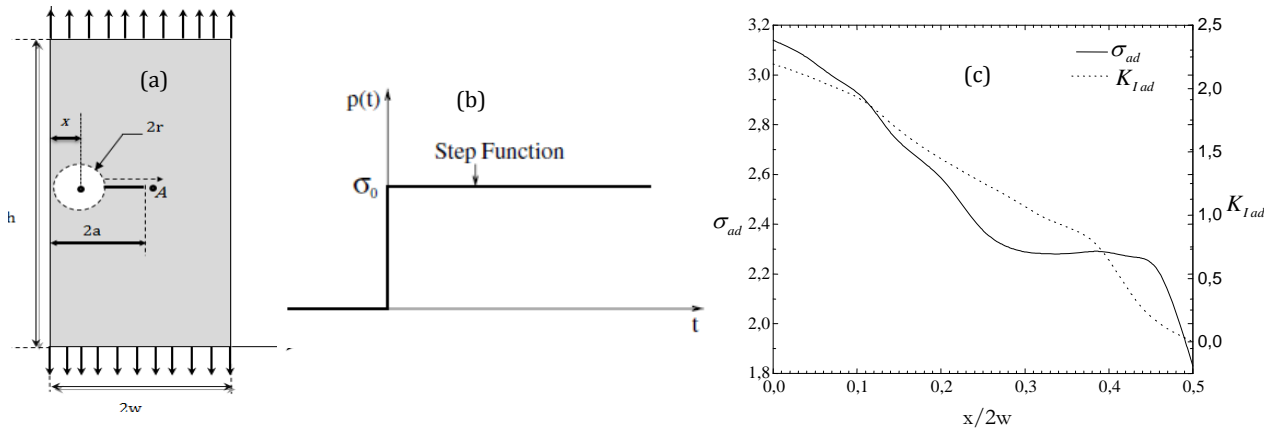 (a)
x
2r
A
2a
h
2w
(b)
p(t)
Step Function
σ₀
t
(c)
σad
KI ad
3,2
3,0
2,8
2,6
2,4
2,2
2,0
1,8
σad
2,5
2,0
1,5
1,0
0,5
0,0
KI ad
0,0 0,1 0,2 0,3 0,4 0,5
x/2w